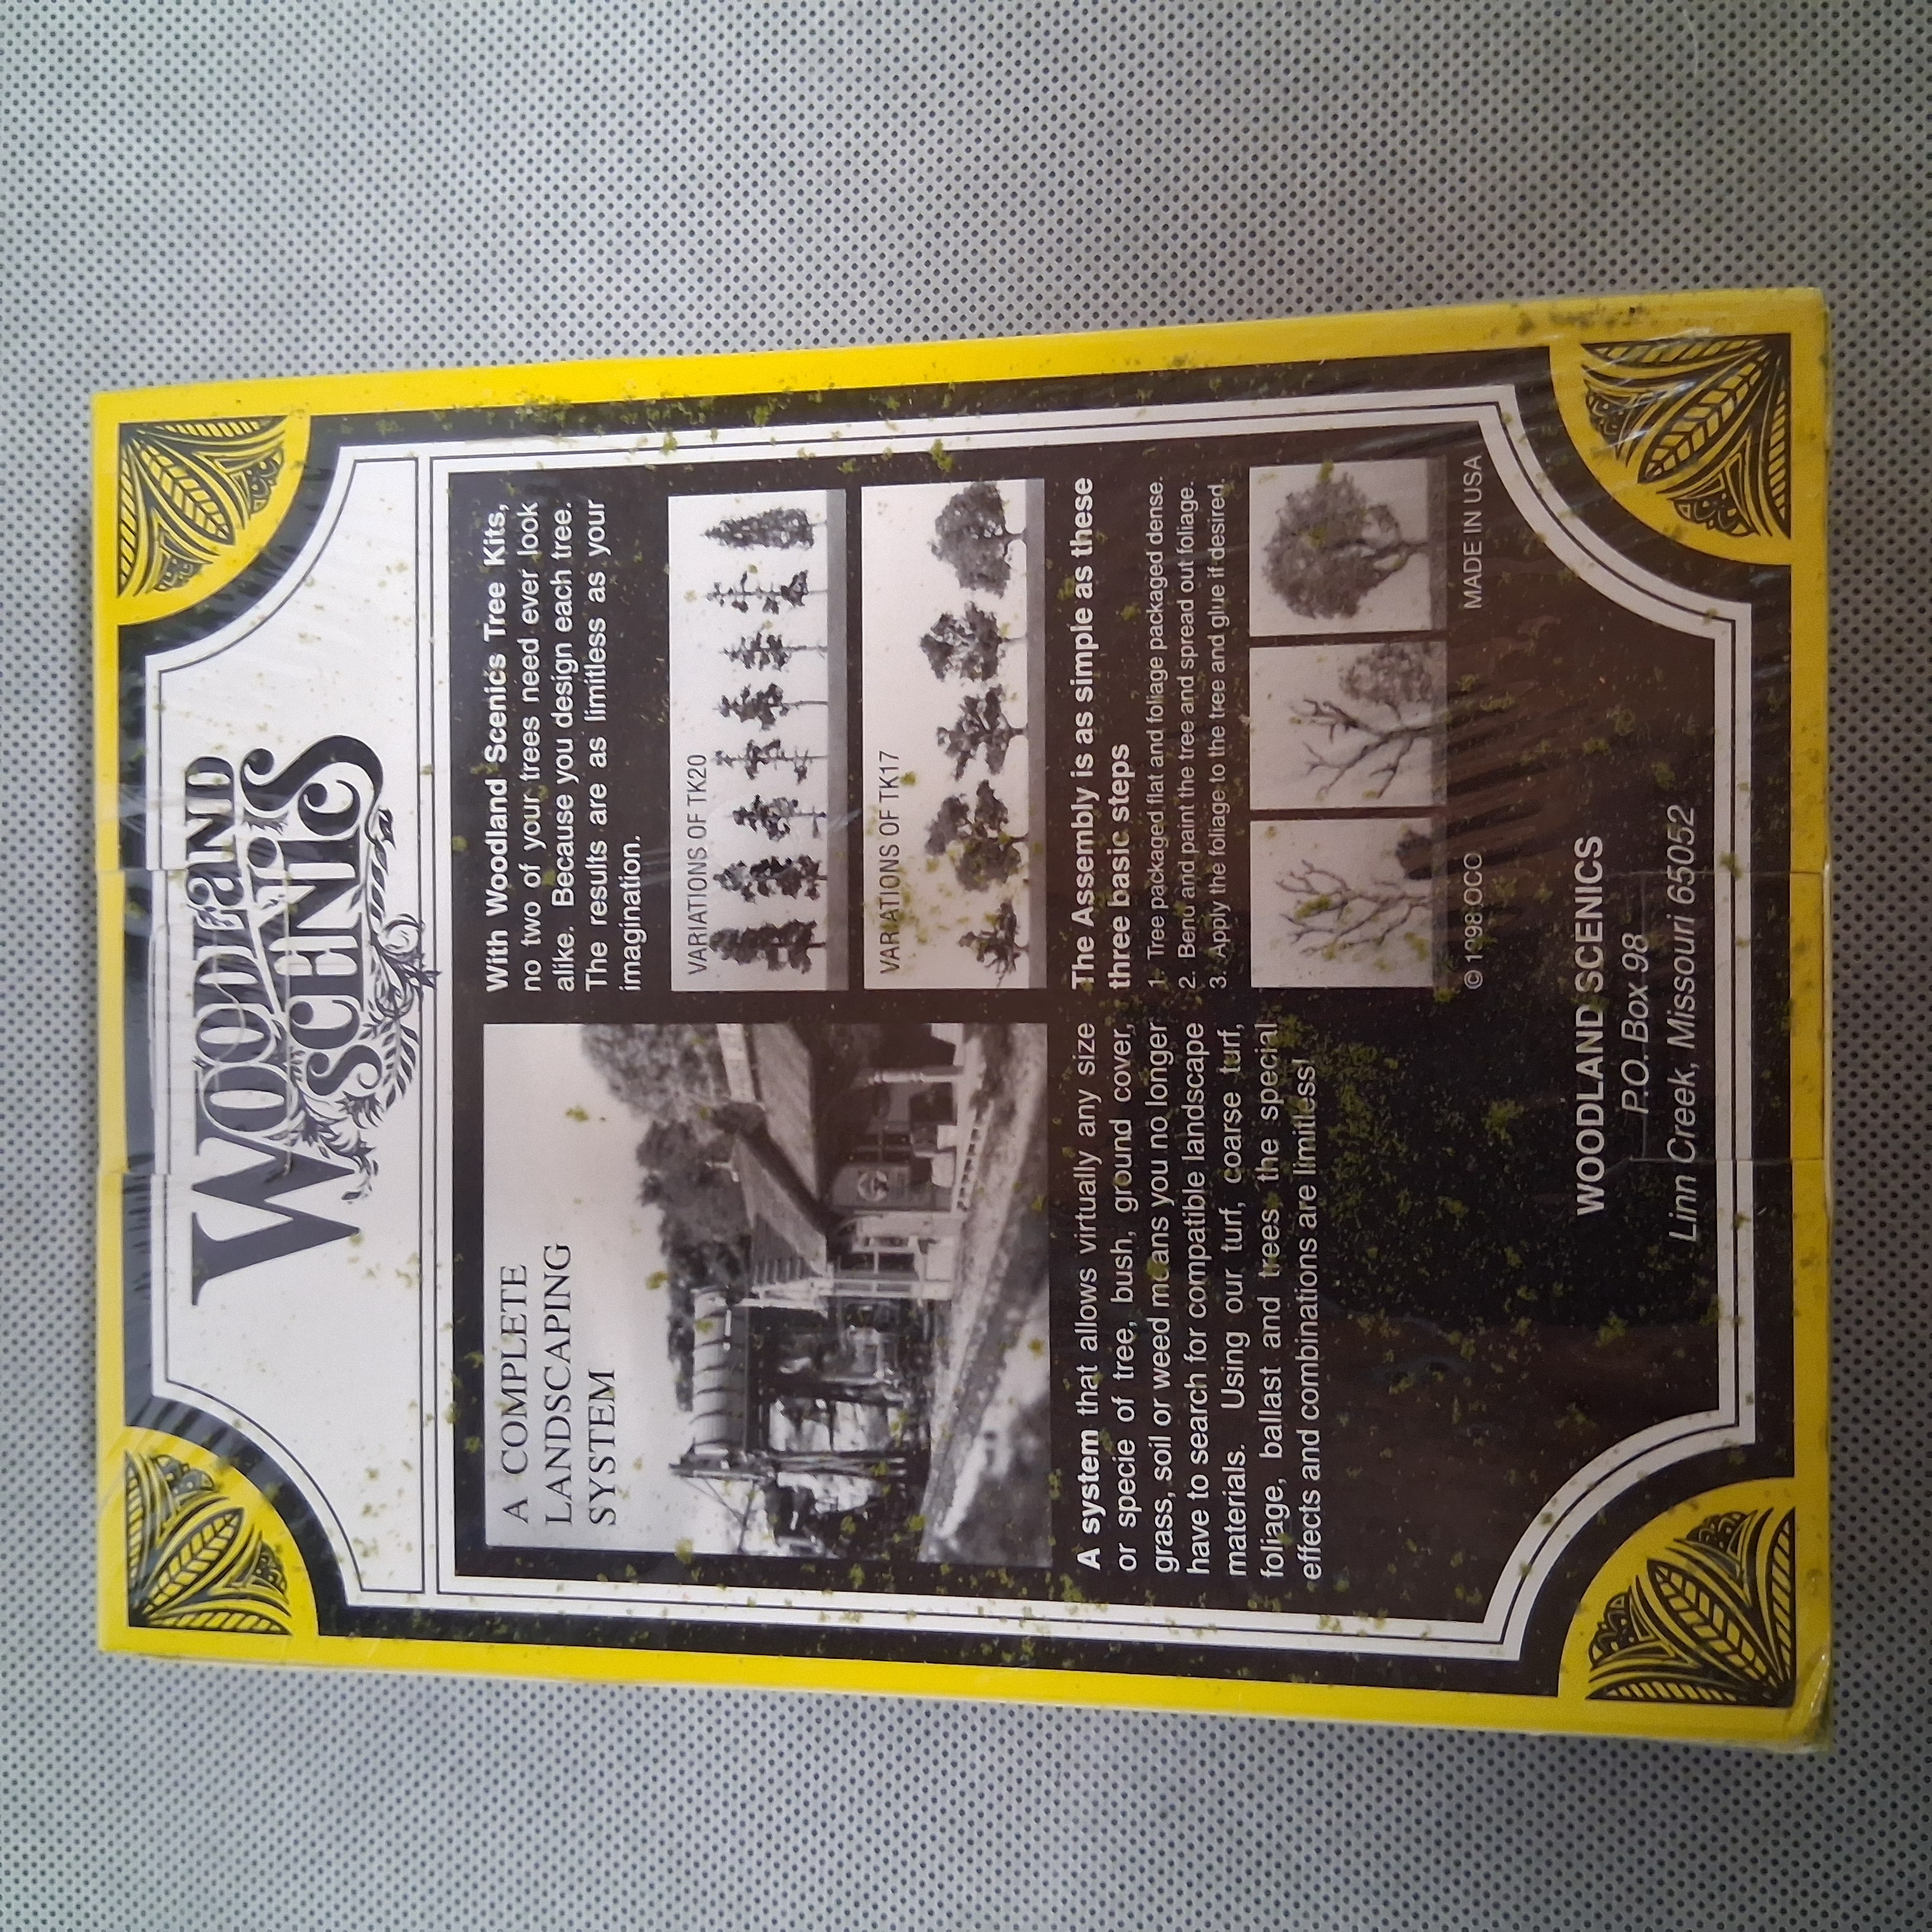 WOODLAND
SCENICS
A COMPLETE
LANDSCAPING
SYSTEM
A system that allows virtually any size
or specie of tree, bush, ground cover,
grass, soil or weed means you no longer
have to search for compatible landscape
materials. Using our turf, coarse turf,
foliage, ballast and trees, the special
effects and combinations are limitless!
With Woodland Scenics Tree Kits,
no two of your trees need ever look
alike. Because you design each tree.
The results are as limitless as your
imagination.
VARIATIONS OF TK20
VARIATIONS OF TK17
The Assembly is as simple as these
three basic steps
1. Tree packaged flat and foliage packaged dense.
2. Bend and paint the tree and spread out foliage.
3. Apply the foliage to the tree and glue if desired.
© 1998 OCO
MADE IN USA
WOODLAND SCENICS
P.O. Box 98
Linn Creek, Missouri 65052